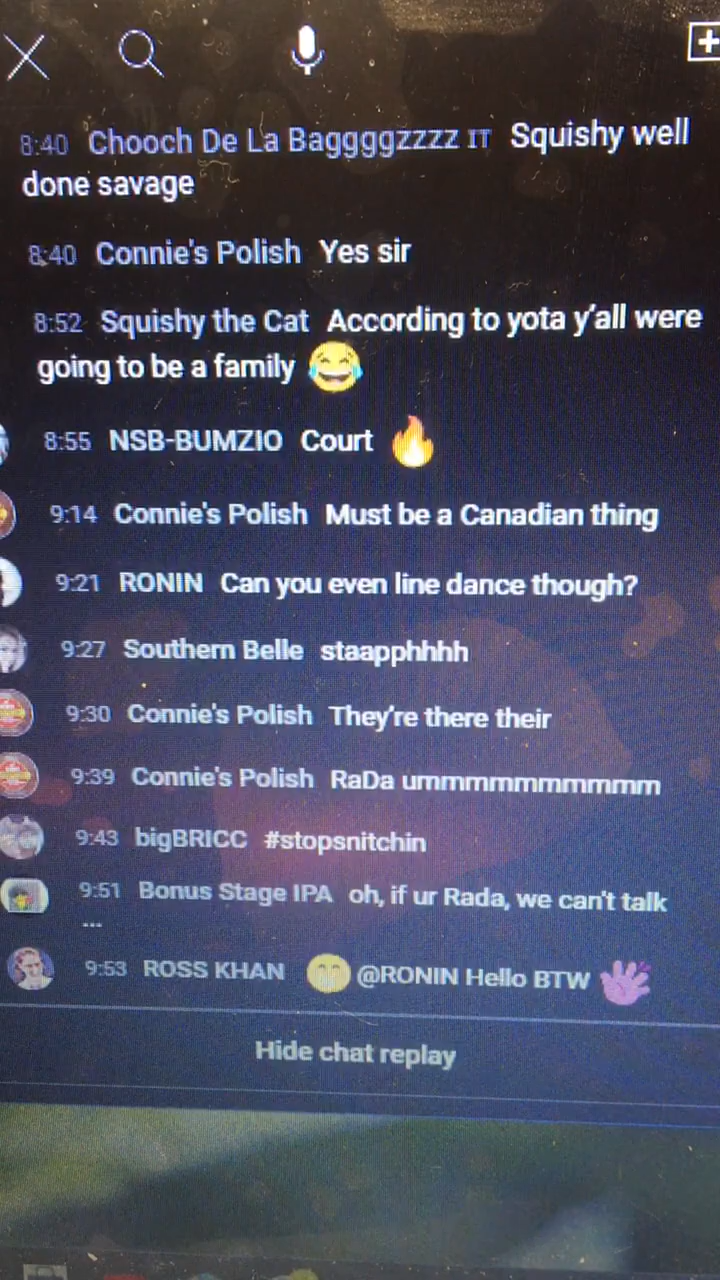 8:40 Chooch De La Baggggzzzz IT Squishy well
done savage
8:40 Connie's Polish Yes sir
8:52 Squishy the Cat According to yota y'all were
going to be a family 😂
8:55 NSB-BUMZIO Court 🔥
9:14 Connie's Polish Must be a Canadian thing
9:21 RONIN Can you even line dance though?
9:27 Southern Belle staapphhhh
9:30 Connie's Polish They're there their
9:39 Connie's Polish RaDa ummmmmmmmmm
9:43 bigBRICC #stopsnitchin
9:51 Bonus Stage IPA oh, if ur Rada, we can't talk
...
9:53 ROSS KHAN @RONIN Hello BTW
Hide chat replay